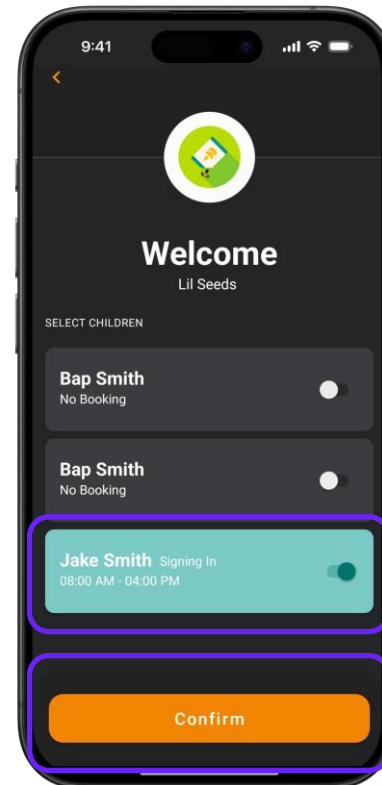 9:41
Welcome
Lil Seeds
SELECT CHILDREN
Bap Smith
No Booking
Bap Smith
No Booking
Jake Smith Signing In
08:00 AM - 04:00 PM
Confirm